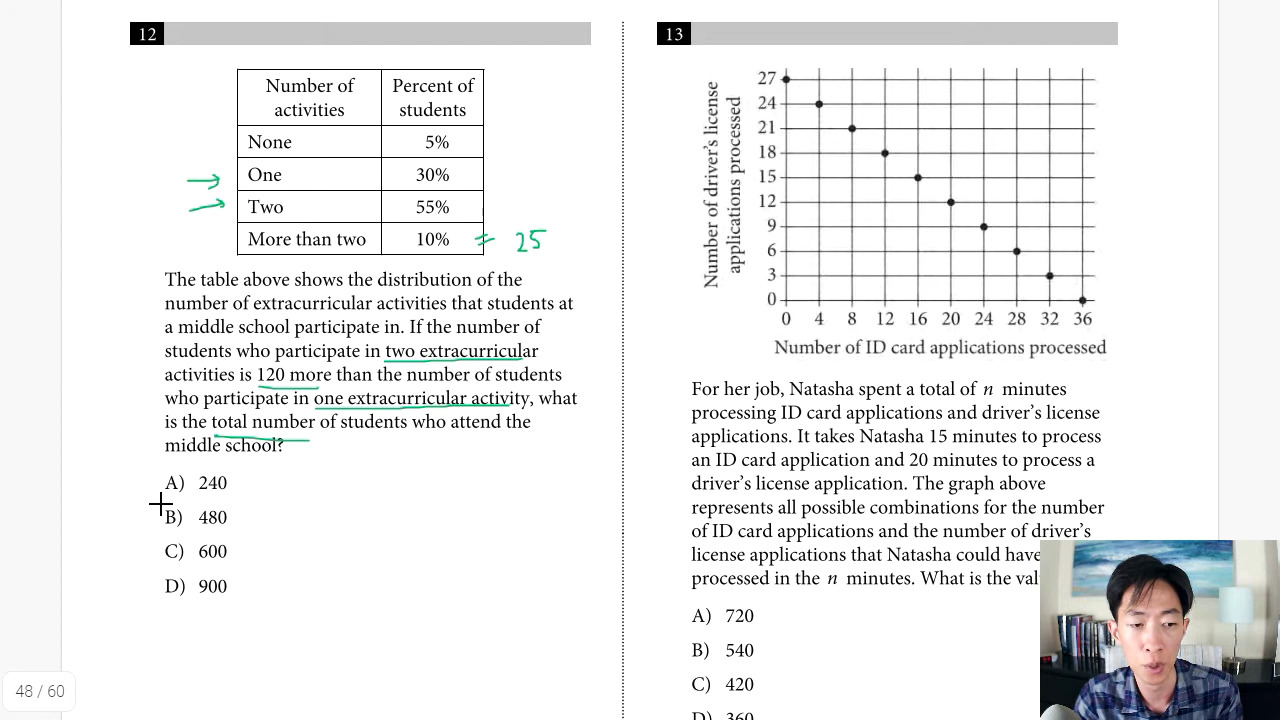 12
Number of activities Percent of students
None 5%
One 30%
Two 55%
More than two 10% = 25
The table above shows the distribution of the
number of extracurricular activities that students at
a middle school participate in. If the number of
students who participate in two extracurricular
activities is 120 more than the number of students
who participate in one extracurricular activity, what
is the total number of students who attend the
middle school?
A) 240
B) 480
C) 600
D) 900
13
Number of driver's license
applications processed
27
24
21
18
15
12
9
6
3
0
0 4 8 12 16 20 24 28 32 36
Number of ID card applications processed
For her job, Natasha spent a total of n minutes
processing ID card applications and driver's license
applications. It takes Natasha 15 minutes to process
an ID card application and 20 minutes to process a
driver's license application. The graph above
represents all possible combinations for the number
of ID card applications and the number of driver's
license applications that Natasha could have
processed in the n minutes. What is the
A) 720
B) 540
C) 420
D) 360
48 / 60